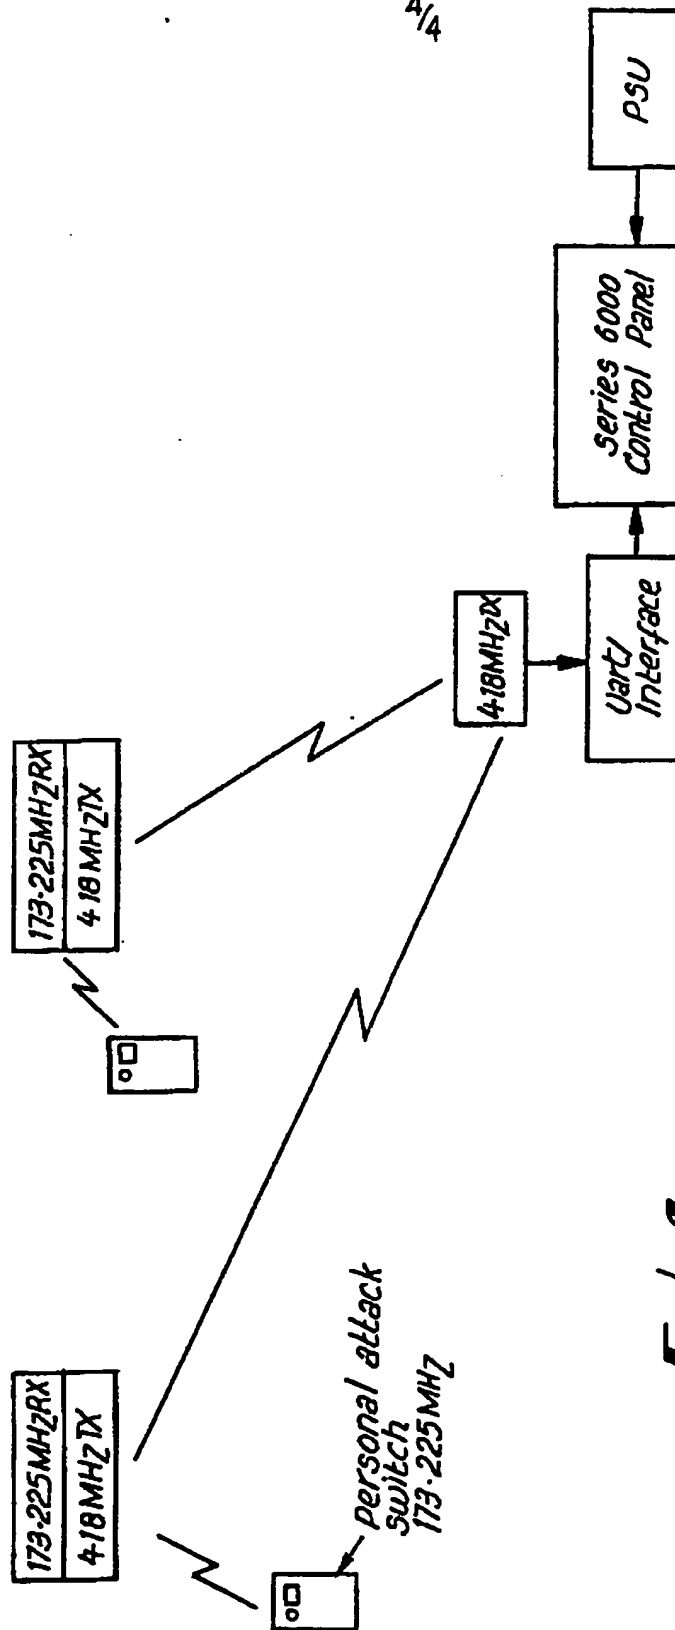 4/4
173·225MHZRX
418MHZTX
173·225MHZRX
418MHZTX
personal attack
switch
173·225MHZ
418MHZTX
Uart/
Interface
Series 6000
Control Panel
PSU